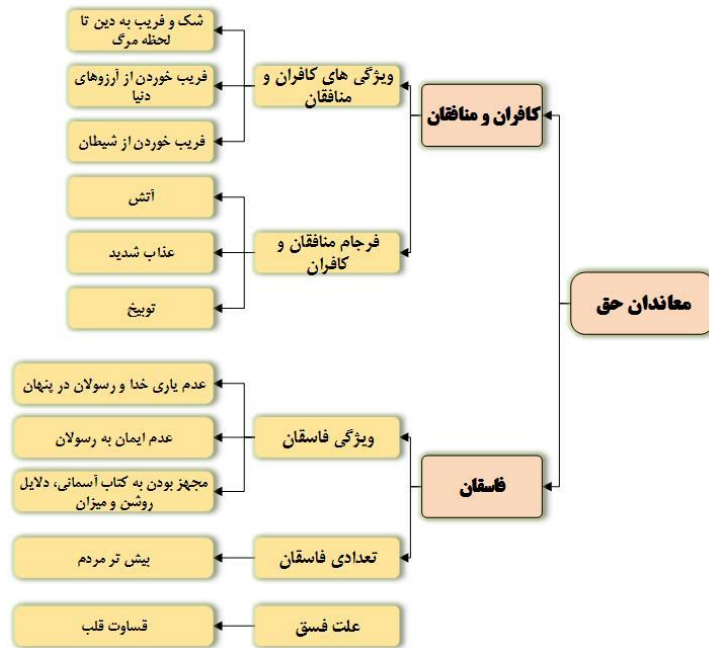 معاندان حق
کافران و منافقان
ویژگی های کافران و
منافقان
شک و فریب به دین تا
لحظه مرگ
فریب خوردن از آرزوهای
دنیا
فریب خوردن از شیطان
فرجام منافقان و
کافران
آتش
عذاب شدید
توبیخ
فاسقان
ویژگی فاسقان
عدم یاری خدا و رسولان در پنهان
عدم ایمان به رسولان
مجهز بودن به کتاب آسمانی، دلایل
روشن و میزان
تعدادی فاسقان
بیش تر مردم
علت فسق
قساوت قلب